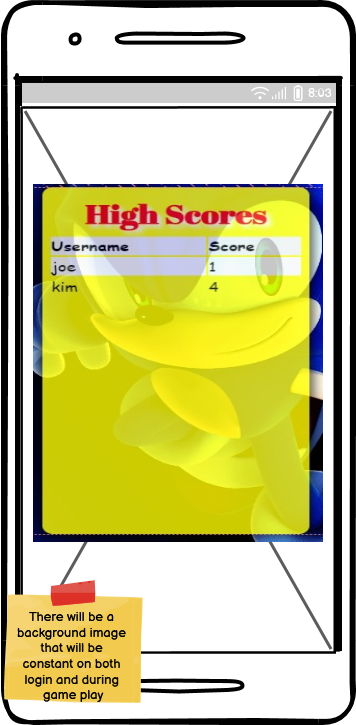 8:03
High Scores
Username Score
joe 1
kim 4
There will be a
background image
that will be
constant on both
login and during
game play